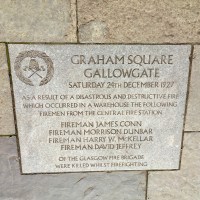 GRAHAM SQUARE
GALLOWGATE
SATURDAY 24TH DECEMBER 1927
AS A RESULT OF A DISASTROUS AND DISTRUCTIVE FIRE
WHICH OCCURRED IN A WAREHOUSE THE FOLLOWING
FIREMEN FROM THE CENTRAL FIRE STATION
FIREMAN JAMES CONN
FIREMAN MORRISON DUNBAR
FIREMAN HARRY W. McKELLAR
FIREMAN DAVID JEFFREY
OF THE GLASGOW FIRE BRIGADE
WERE KILLED WHILST FIREFIGHTING